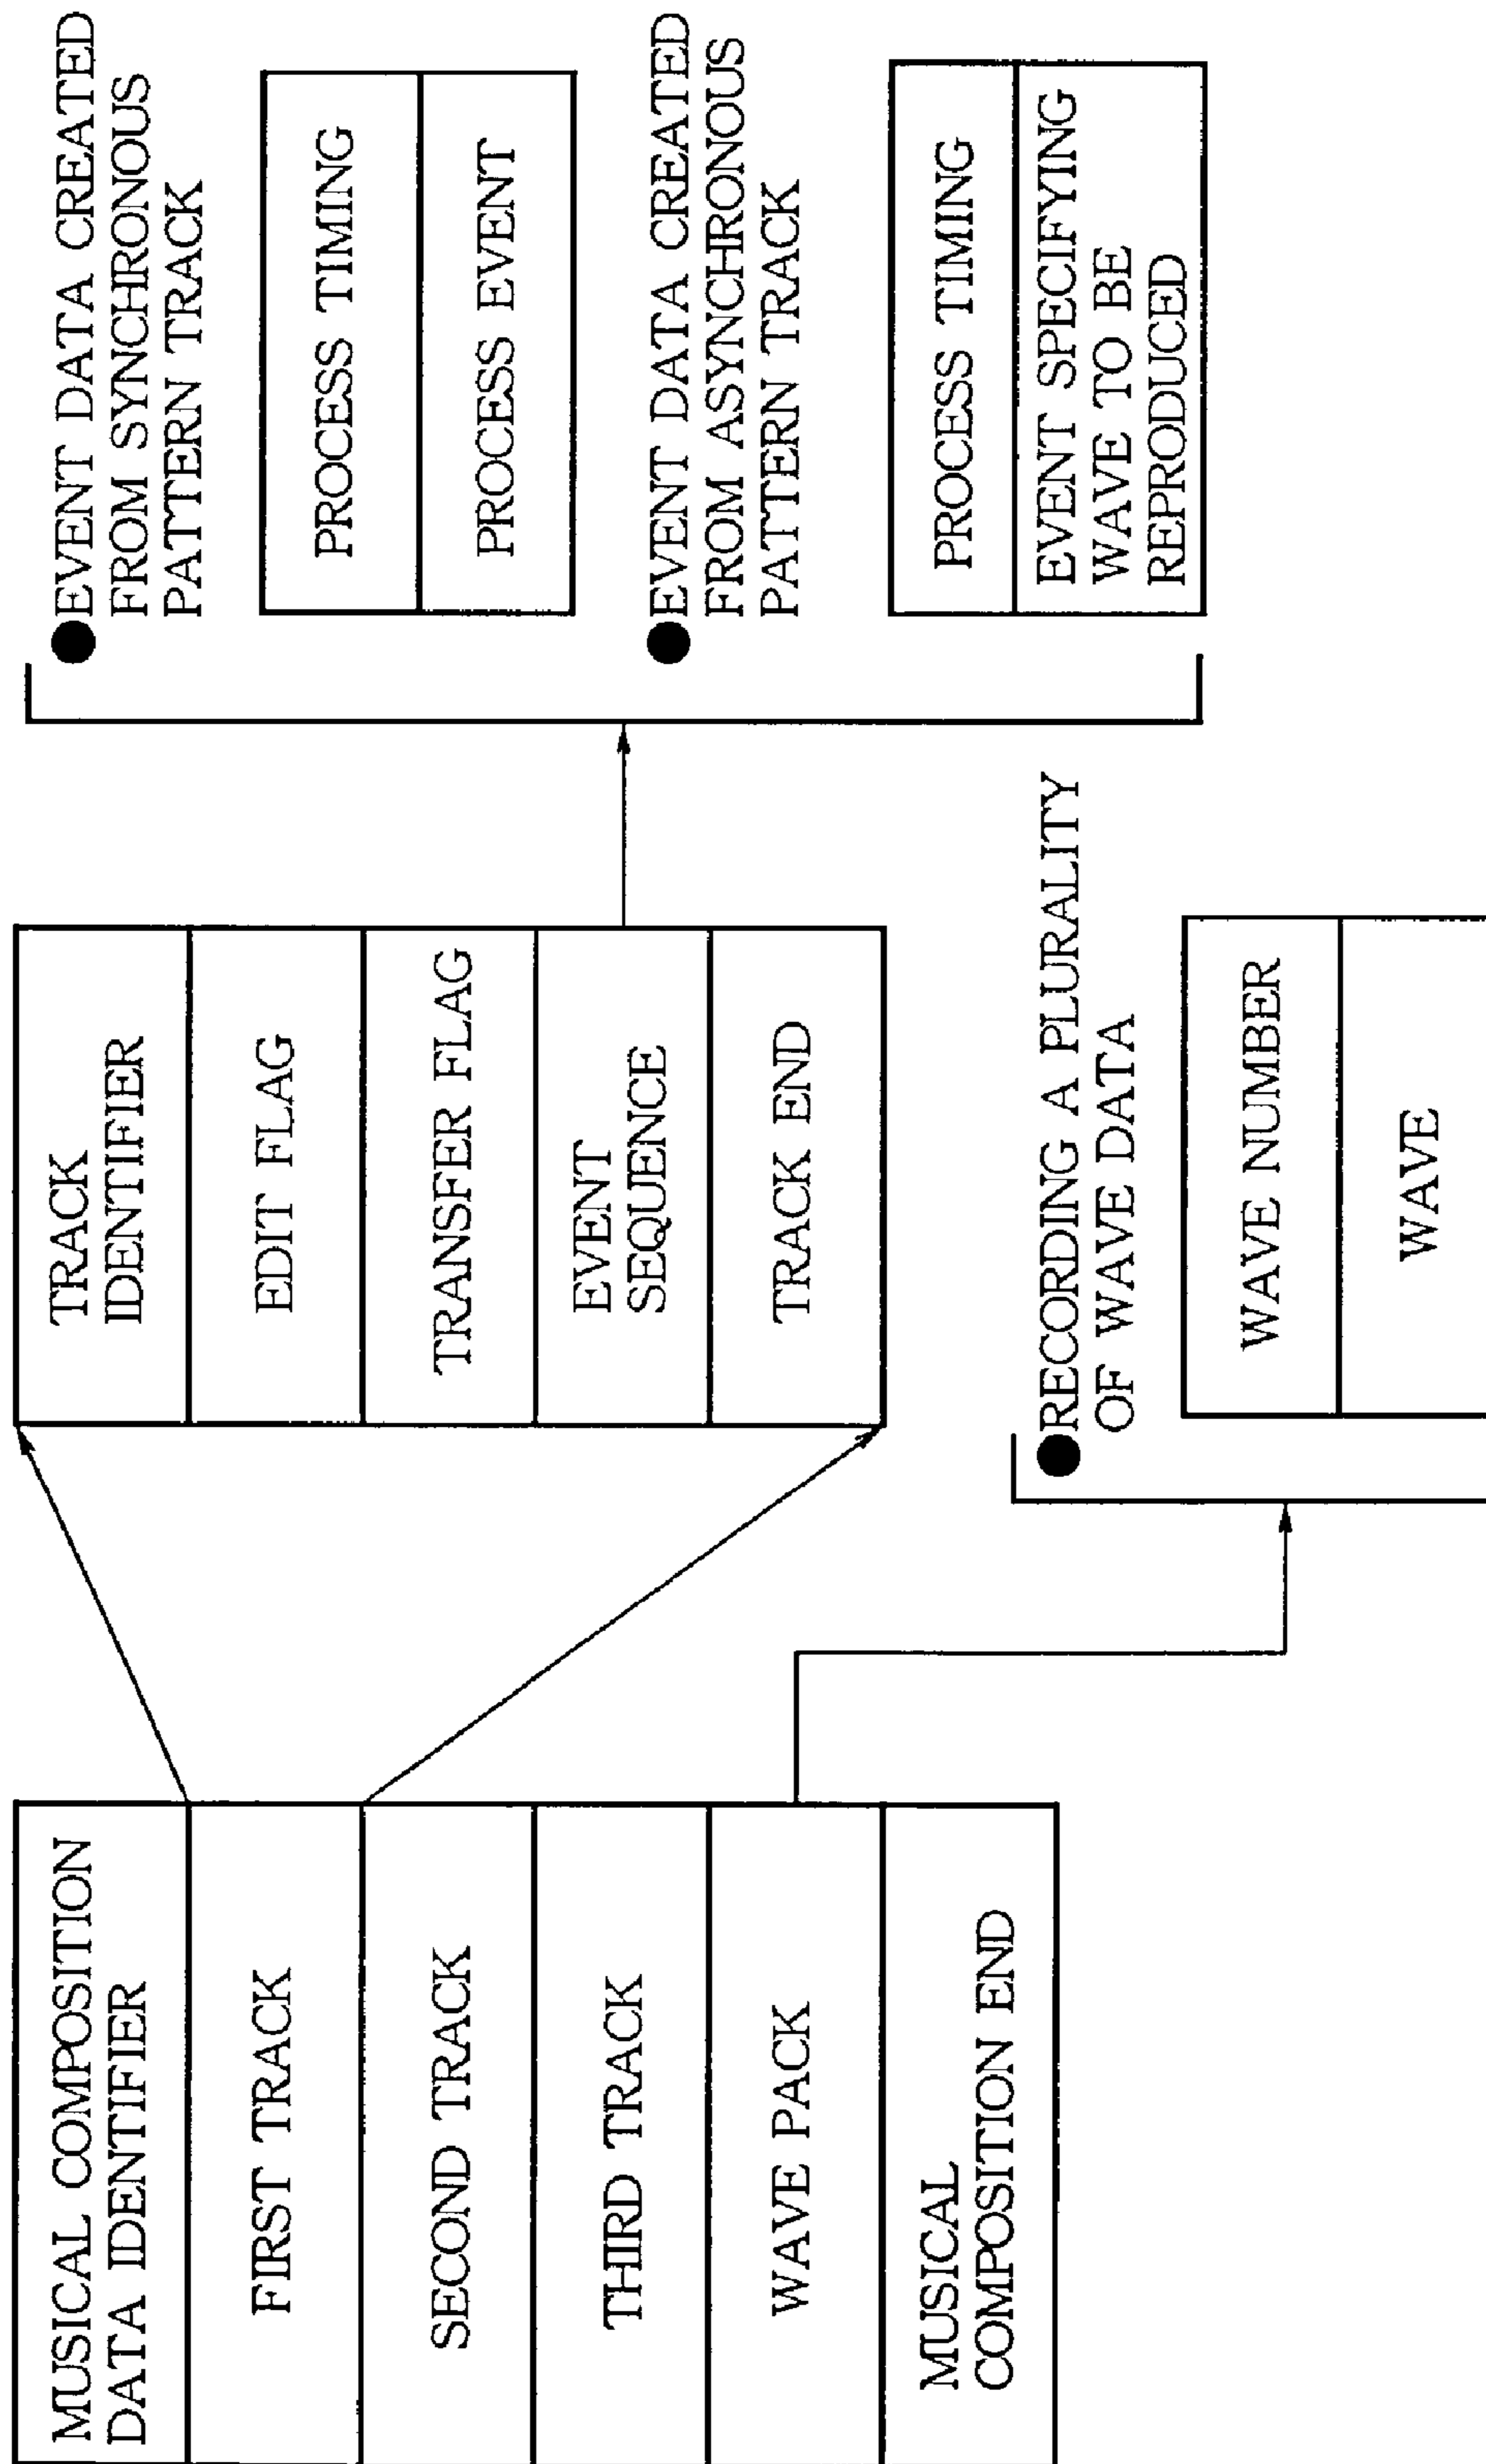 MUSICAL COMPOSITION
DATA IDENTIFIER
FIRST TRACK
SECOND TRACK
THIRD TRACK
WAVE PACK
MUSICAL
COMPOSITION END
TRACK
IDENTIFIER
EDIT FLAG
TRANSFER FLAG
EVENT
SEQUENCE
TRACK END
●RECORDING A PLURALITY
OF WAVE DATA
WAVE NUMBER
WAVE
●EVENT DATA CREATED
FROM SYNCHRONOUS
PATTERN TRACK
PROCESS TIMING
PROCESS EVENT
●EVENT DATA CREATED
FROM ASYNCHRONOUS
PATTERN TRACK
PROCESS TIMING
EVENT SPECIFYING
WAVE TO BE
REPRODUCED